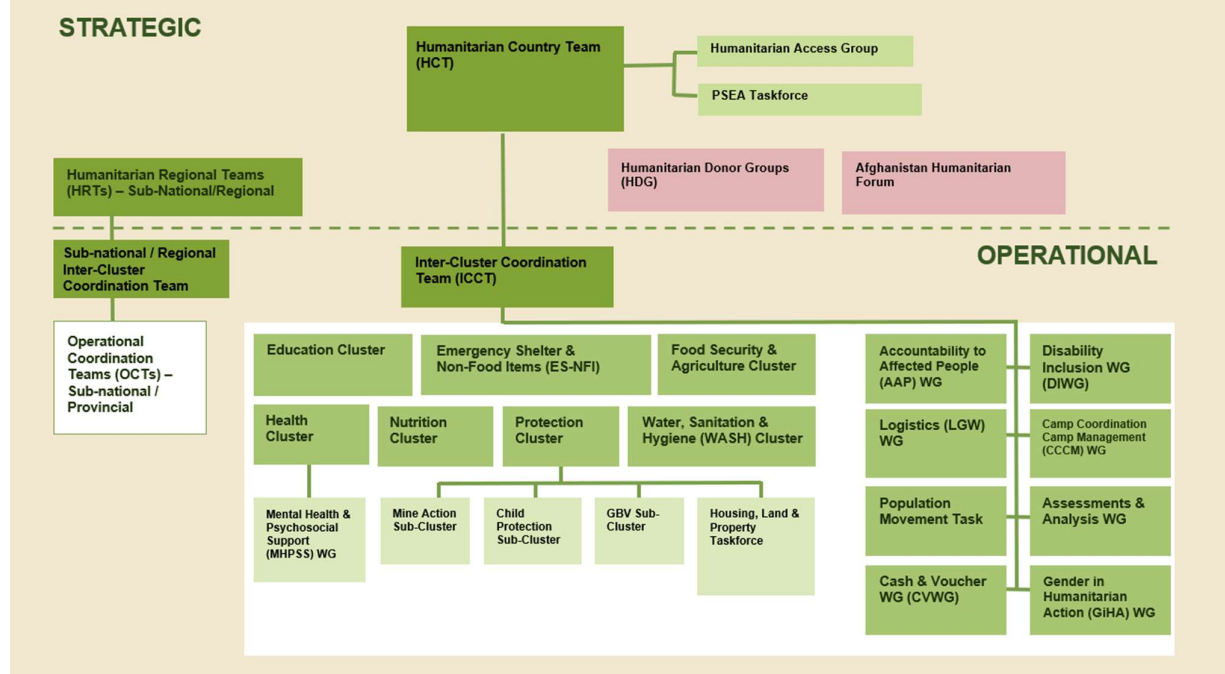 STRATEGIC
Humanitarian Country Team
(HCT)
Humanitarian Access Group
PSEA Taskforce
Humanitarian Regional Teams
(HRTs) – Sub-National/Regional
Humanitarian Donor Groups
(HDG)
Afghanistan Humanitarian
Forum
OPERATIONAL
Sub-national / Regional
Inter-Cluster
Coordination Team
Inter-Cluster Coordination
Team (ICCT)
Operational
Coordination
Teams (OCTs) –
Sub-national /
Provincial
Education Cluster
Emergency Shelter &
Non-Food Items (ES-NFI)
Food Security &
Agriculture Cluster
Health
Cluster
Nutrition
Cluster
Protection
Cluster
Water, Sanitation &
Hygiene (WASH) Cluster
Mental Health &
Psychosocial
Support
(MHPSS) WG
Mine Action
Sub-Cluster
Child
Protection
Sub-Cluster
GBV Sub-
Cluster
Housing, Land &
Property
Taskforce
Accountability to
Affected People
(AAP) WG
Disability
Inclusion WG
(DIWG)
Logistics (LGW)
WG
Camp Coordination
Camp Management
(CCCM) WG
Population
Movement Task
Assessments &
Analysis WG
Cash & Voucher
WG (CVWG)
Gender in
Humanitarian
Action (GiHA) WG